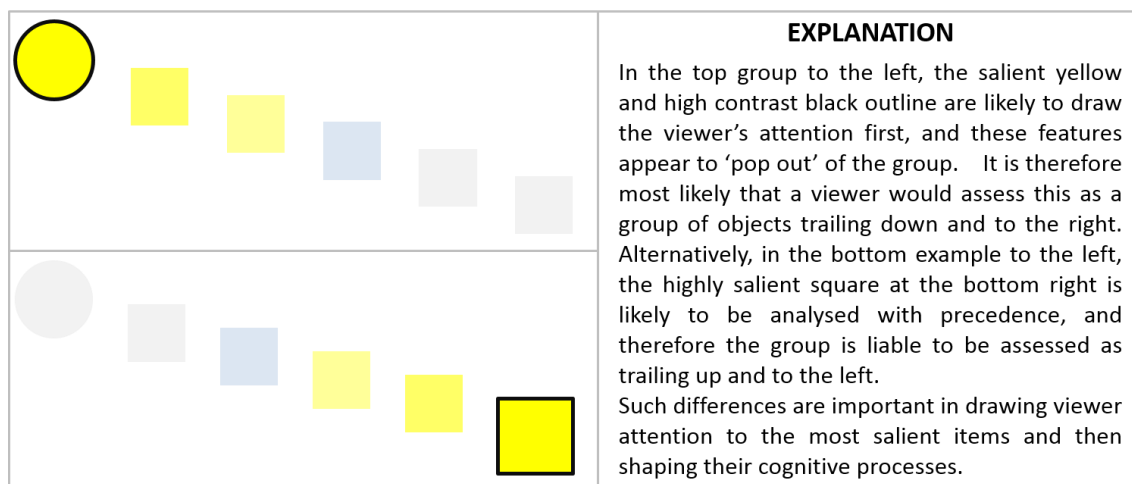 EXPLANATION
In the top group to the left, the salient yellow
and high contrast black outline are likely to draw
the viewer’s attention first, and these features
appear to ‘pop out’ of the group. It is therefore
most likely that a viewer would assess this as a
group of objects trailing down and to the right.
Alternatively, in the bottom example to the left,
the highly salient square at the bottom right is
likely to be analysed with precedence, and
therefore the group is liable to be assessed as
trailing up and to the left.
Such differences are important in drawing viewer
attention to the most salient items and then
shaping their cognitive processes.